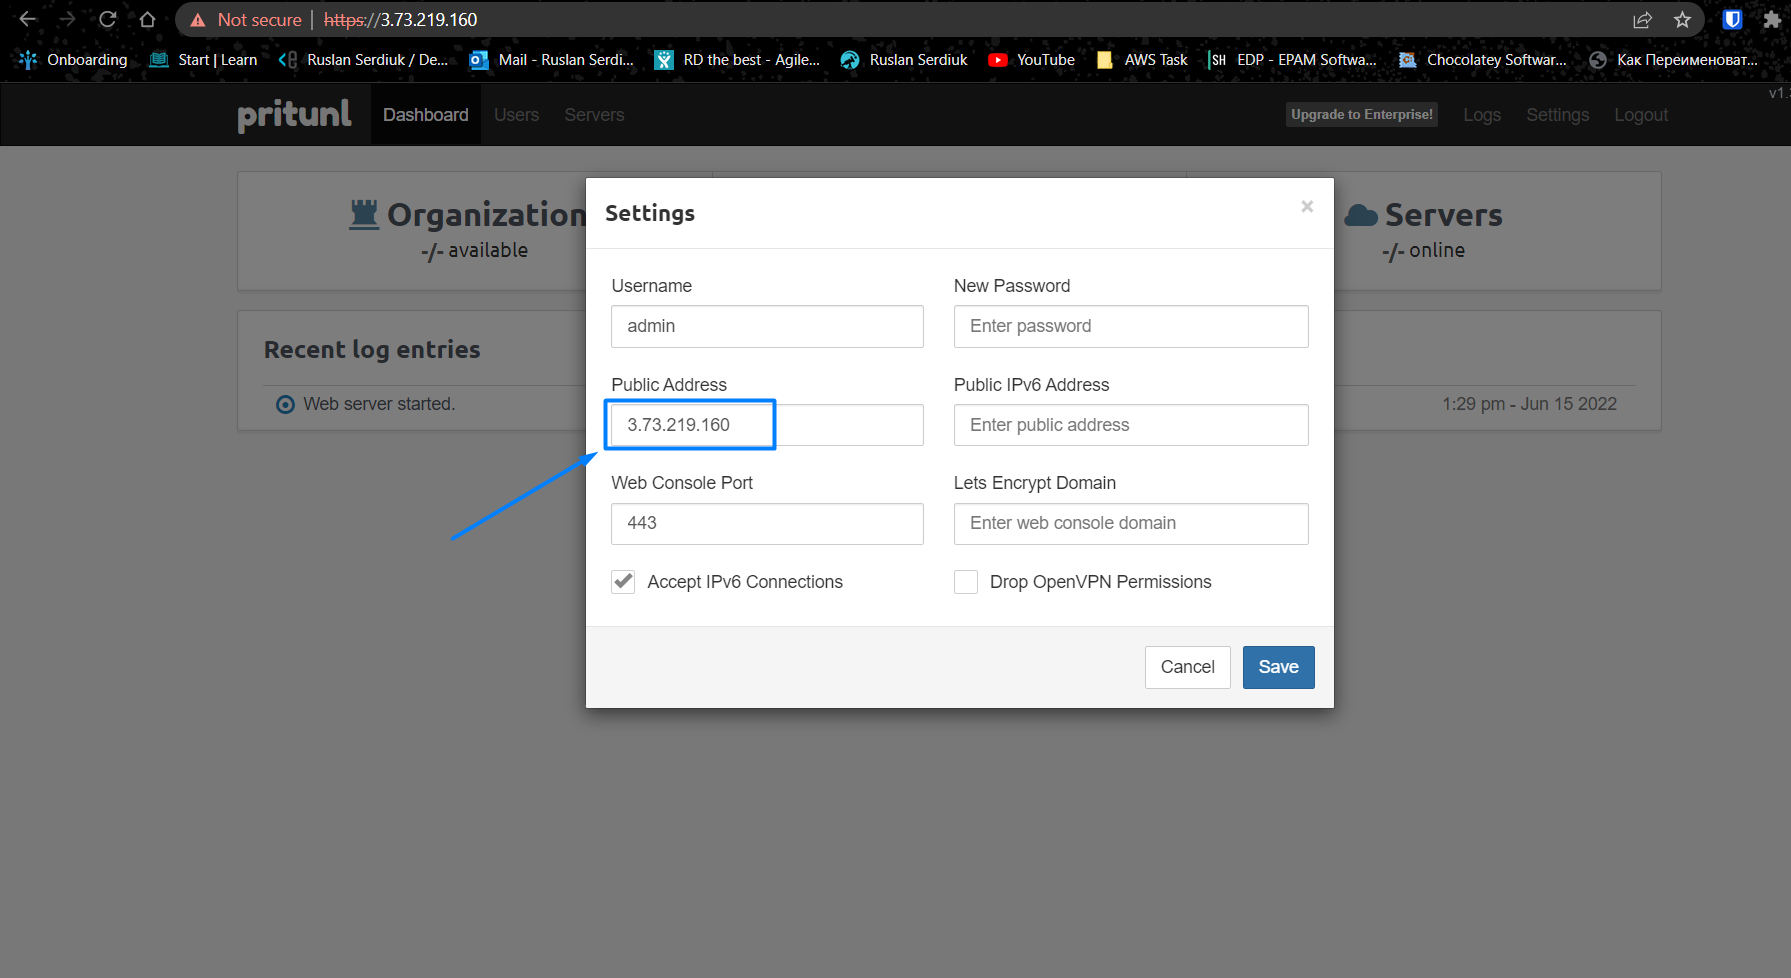 Not secure | https://3.73.219.160
Onboarding Start | Learn Ruslan Serdiuk / De... Mail - Ruslan Serdi... RD the best - Agile... Ruslan Serdiuk YouTube AWS Task SH EDP - EPAM Softwa... Chocolatey Softwar... Как Переименоват...
v1.
pritunl Dashboard Users Servers Upgrade to Enterprise! Logs Settings Logout
Organization
-/- available
Servers
-/- online
Recent log entries
Web server started.
1:29 pm - Jun 15 2022
Settings ×
Username New Password
admin Enter password
Public Address Public IPv6 Address
3.73.219.160 Enter public address
Web Console Port Lets Encrypt Domain
443 Enter web console domain
Accept IPv6 Connections Drop OpenVPN Permissions
Cancel Save